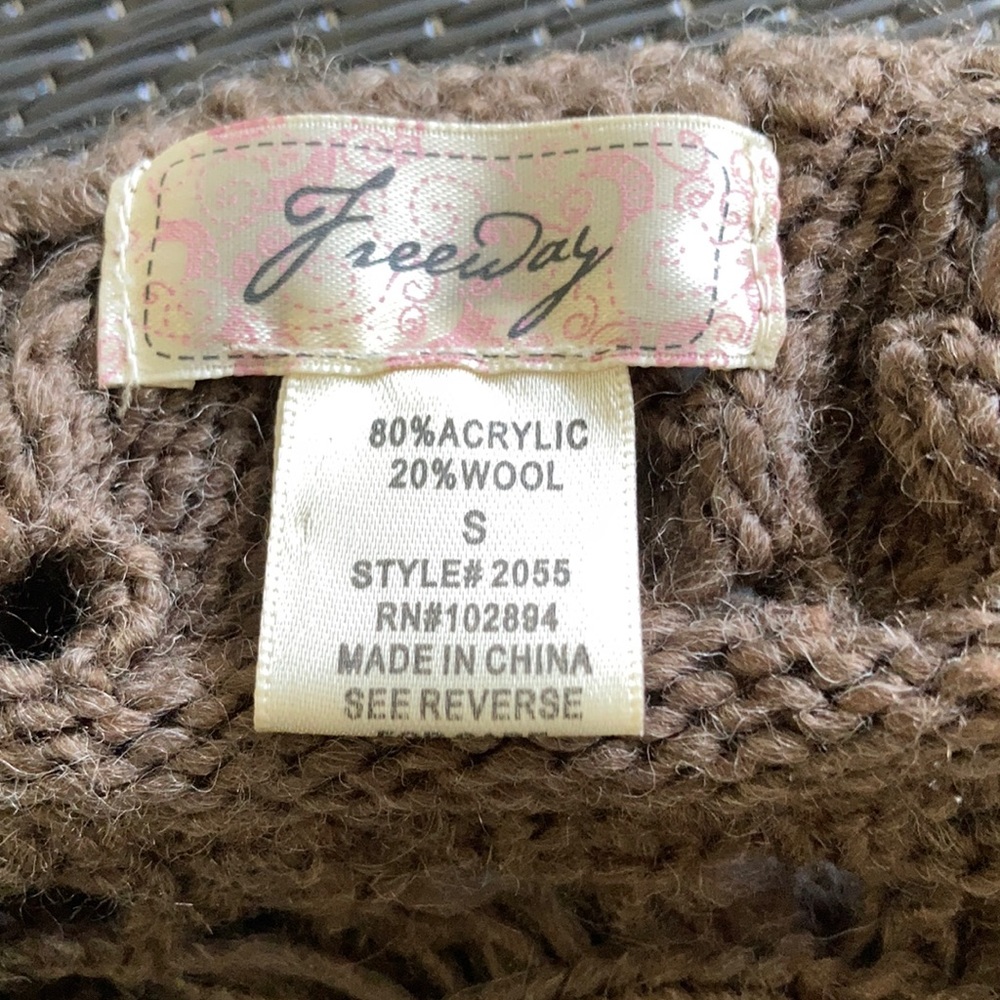 Freeway
80%ACRYLIC
20%WOOL
S
STYLE# 2055
RN#102894
MADE IN CHINA
SEE REVERSE